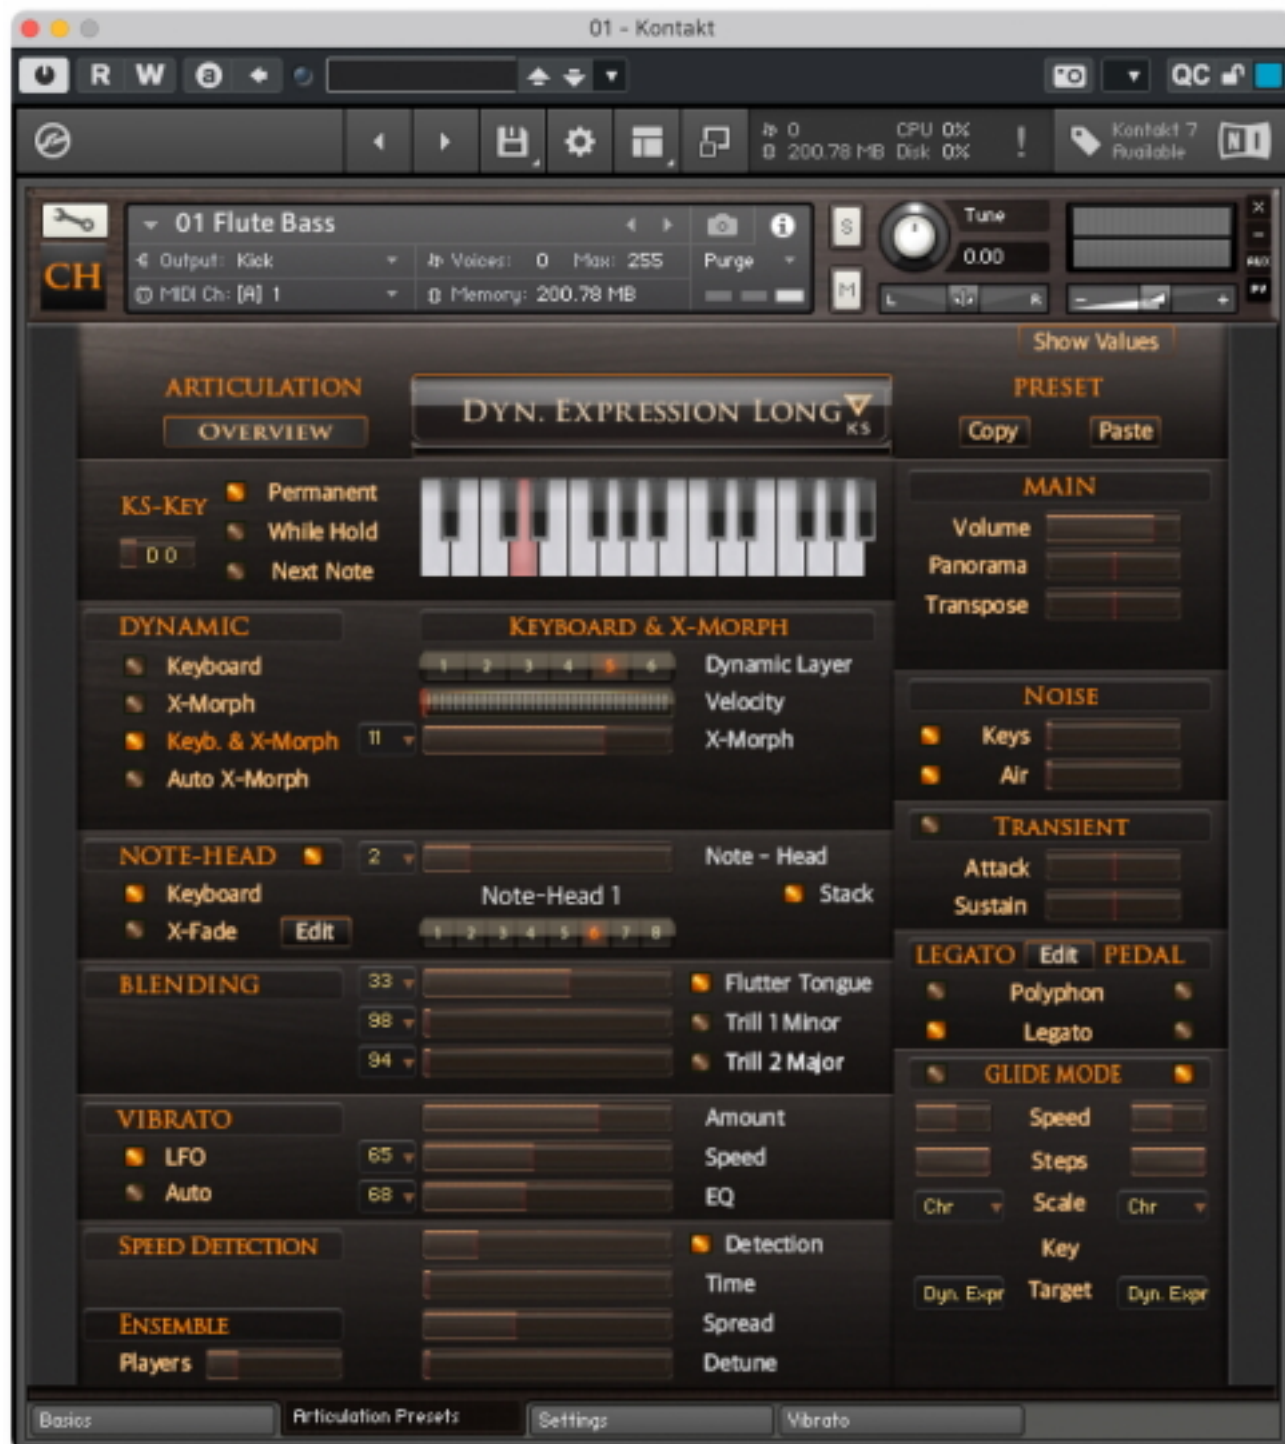 01 - Kontakt
R W a QC
0 CPU 0% ! Kontakt 7
200.78 MB Disk 0% Available NI
01 Flute Bass i S Tune X
CH Output: Kick Voices: 0 Max: 255 Purge 0.00 AUX
MIDI Ch: [A] 1 Memory: 200.78 MB M L R - + PV
Show Values
ARTICULATION DYN. EXPRESSION LONG KS PRESET
OVERVIEW Copy Paste
KS-KEY Permanent MAIN
D 0 While Hold Volume
Next Note Panorama
Transpose
DYNAMIC KEYBOARD & X-MORPH
Keyboard 1 2 3 4 5 6 Dynamic Layer NOISE
X-Morph Velocity Keys
Keyb. & X-Morph 11 X-Morph Air
Auto X-Morph
TRANSIENT
NOTE-HEAD 2 Note - Head Attack
Keyboard Note-Head 1 Stack Sustain
X-Fade Edit 1 2 3 4 5 6 7 8
LEGATO Edit PEDAL
BLENDING 33 Flutter Tongue Polyphon
98 Trill 1 Minor Legato
94 Trill 2 Major GLIDE MODE
VIBRATO Amount Speed
LFO 65 Speed Steps
Auto 68 EQ Chr Scale Chr
SPEED DETECTION Detection Key
Time Dyn. Expr Target Dyn. Expr
ENSEMBLE Spread
Players Detune
Basics Articulation Presets Settings Vibrato